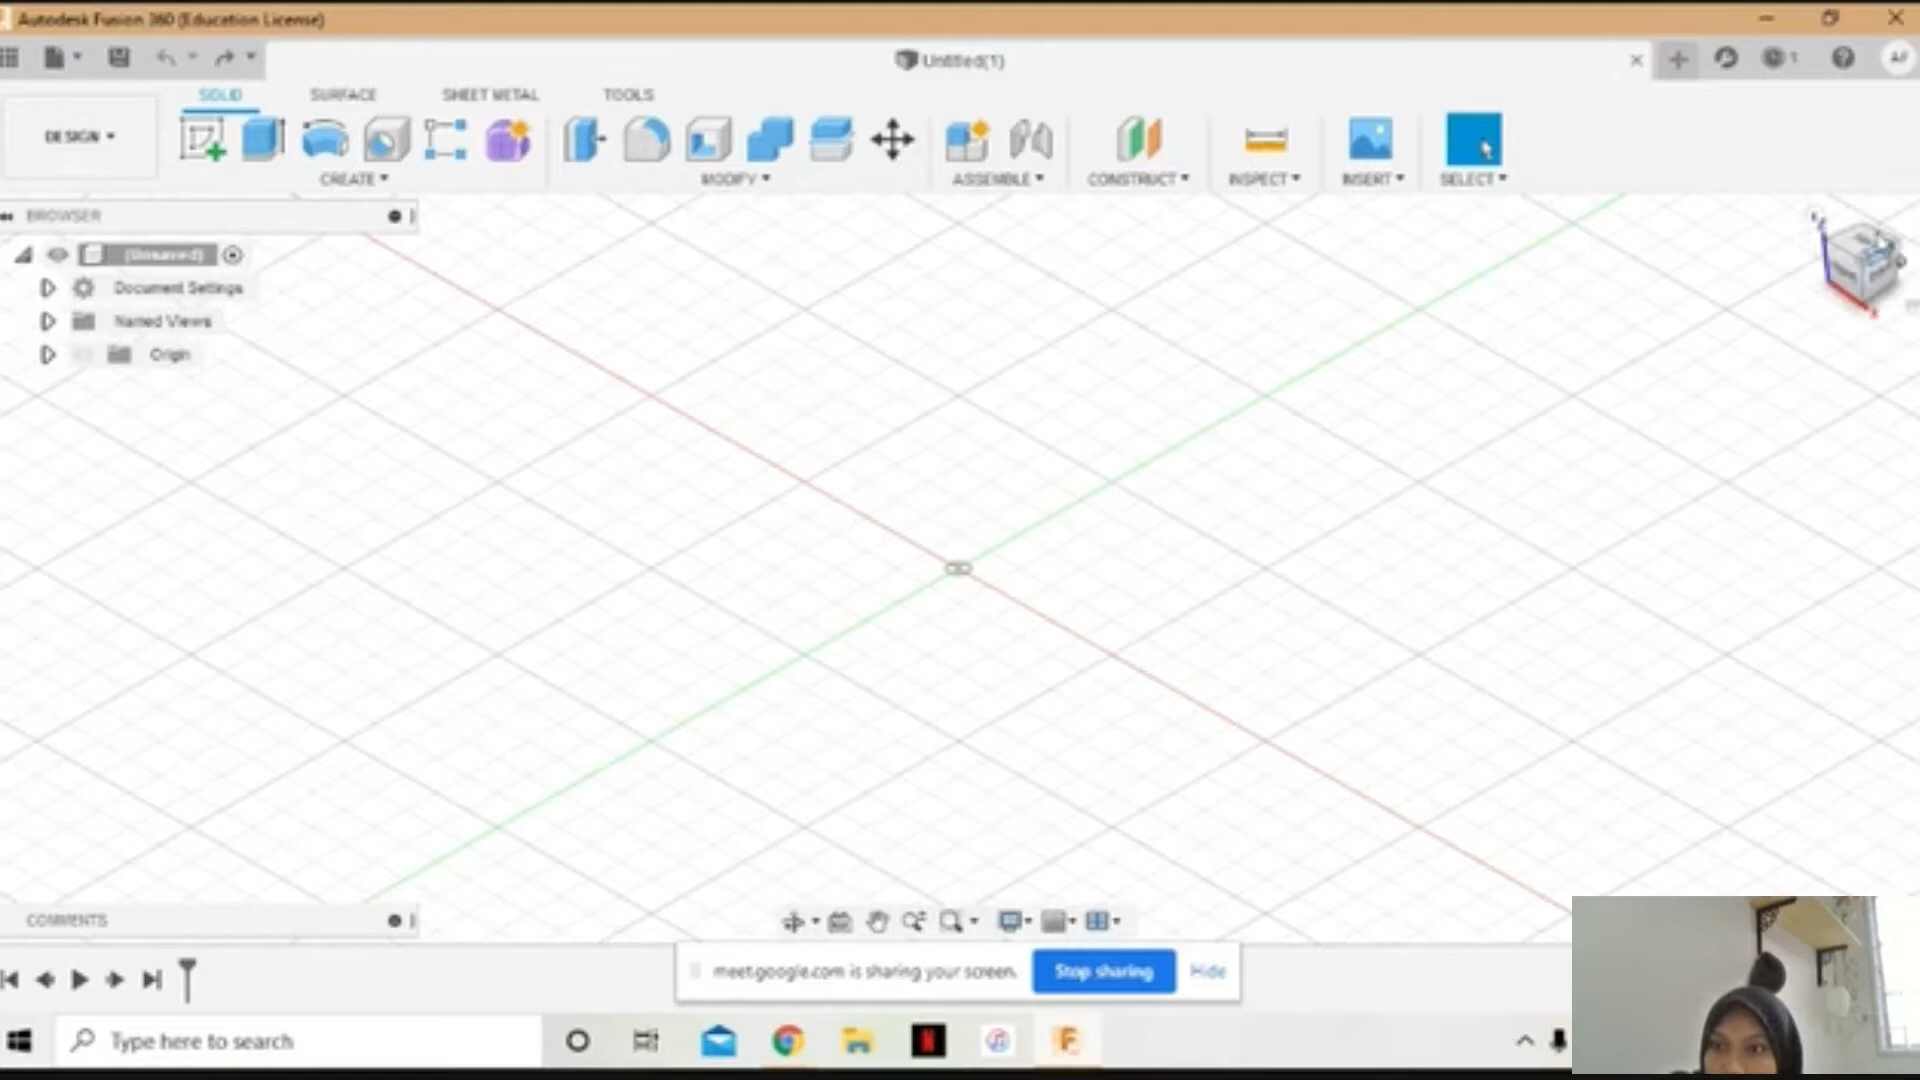 Autodesk Fusion 360 (Education License)
Untitled(1)
1
SOLID SURFACE SHEET METAL TOOLS
DESIGN
CREATE MODIFY ASSEMBLE CONSTRUCT INSPECT INSERT SELECT
BROWSER
(Unsaved)
Document Settings
Named Views
Origin
COMMENTS
meet.google.com is sharing your screen. Stop sharing Hide
Type here to search